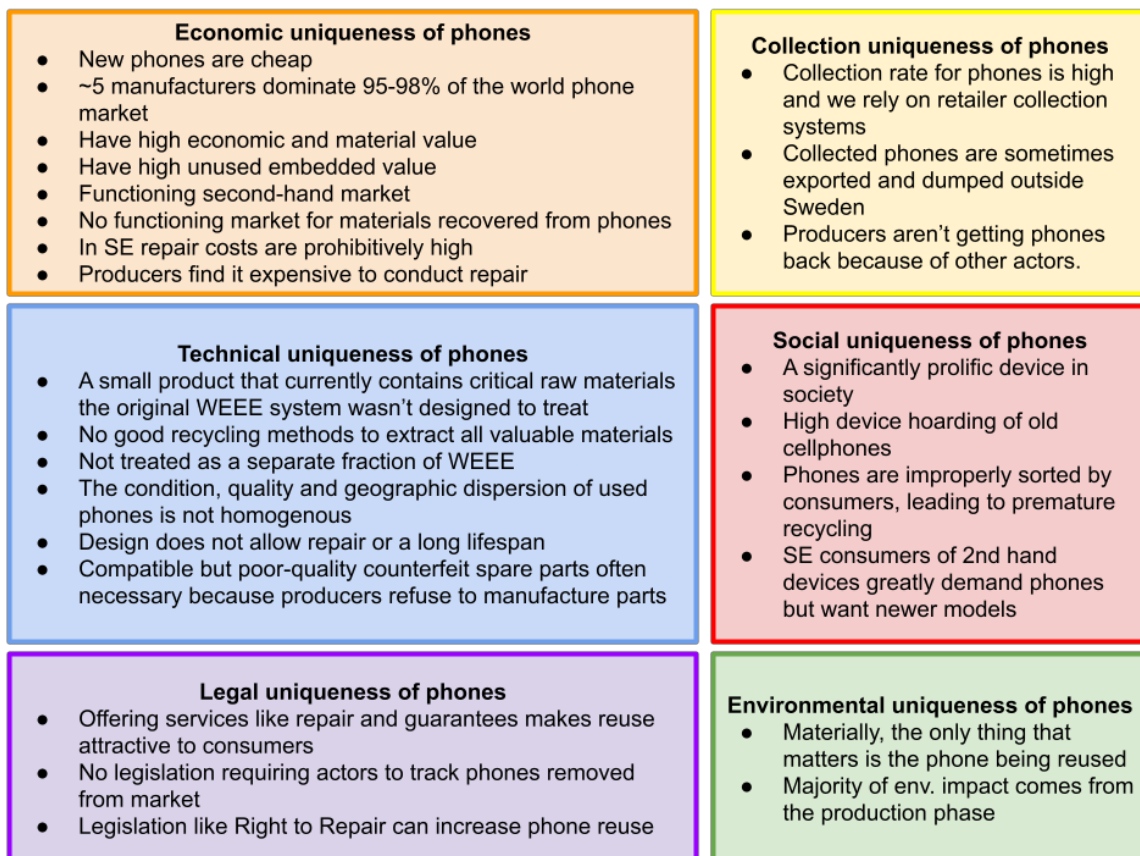 Economic uniqueness of phones
● New phones are cheap
● ~5 manufacturers dominate 95-98% of the world phone
market
● Have high economic and material value
● Have high unused embedded value
● Functioning second-hand market
● No functioning market for materials recovered from phones
● In SE repair costs are prohibitively high
● Producers find it expensive to conduct repair
Collection uniqueness of phones
● Collection rate for phones is high
and we rely on retailer collection
systems
● Collected phones are sometimes
exported and dumped outside
Sweden
● Producers aren’t getting phones
back because of other actors.
Technical uniqueness of phones
● A small product that currently contains critical raw materials
the original WEEE system wasn’t designed to treat
● No good recycling methods to extract all valuable materials
● Not treated as a separate fraction of WEEE
● The condition, quality and geographic dispersion of used
phones is not homogenous
● Design does not allow repair or a long lifespan
● Compatible but poor-quality counterfeit spare parts often
necessary because producers refuse to manufacture parts
Social uniqueness of phones
● A significantly prolific device in
society
● High device hoarding of old
cellphones
● Phones are improperly sorted by
consumers, leading to premature
recycling
● SE consumers of 2nd hand
devices greatly demand phones
but want newer models
Legal uniqueness of phones
● Offering services like repair and guarantees makes reuse
attractive to consumers
● No legislation requiring actors to track phones removed
from market
● Legislation like Right to Repair can increase phone reuse
Environmental uniqueness of phones
● Materially, the only thing that
matters is the phone being reused
● Majority of env. impact comes from
the production phase